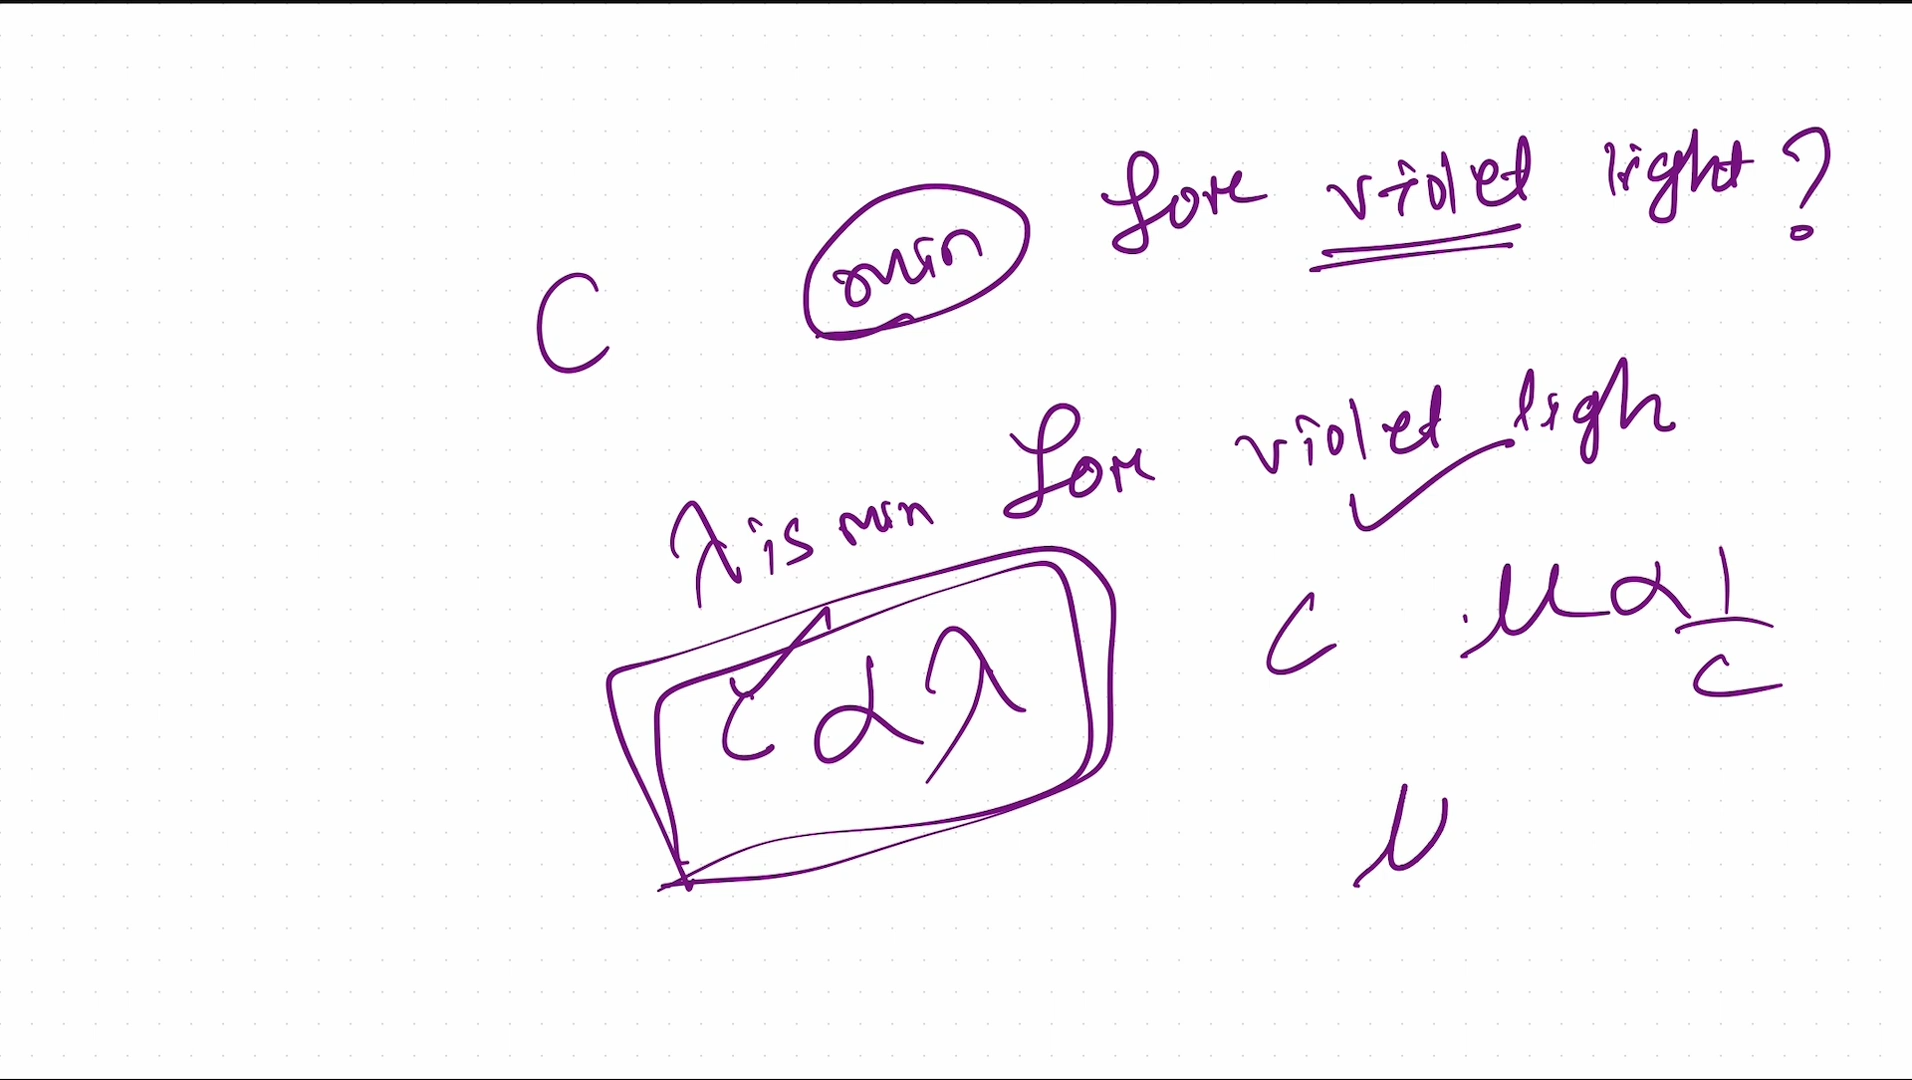 C min for violet light?
λ is min for violet ligh
C α λ
C μ α 1/C
μ